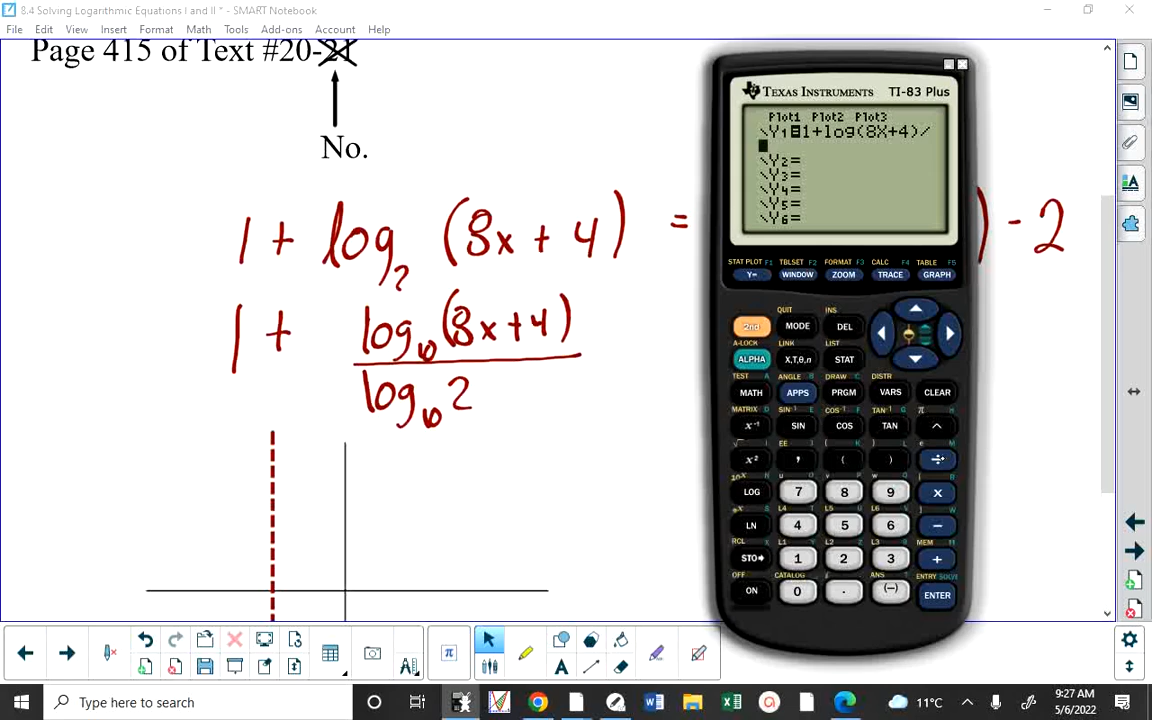 8.4 Solving Logarithmic Equations I and II * - SMART Notebook
File Edit View Insert Format Math Tools Add-ons Account Help
Page 415 of Text #20-21
No.
1 + log₂ (8x + 4) = ) - 2
1 + log₁₀(8x+4)
log₁₀ 2
TEXAS INSTRUMENTS TI-83 Plus
Plot1 Plot2 Plot3
\Y₁=1+log(8X+4)/
\Y₂=
\Y₃=
\Y₄=
\Y₅=
\Y₆=
STAT PLOT F1 TBLSET F2 FORMAT F3 CALC F4 TABLE F5
Y= WINDOW ZOOM TRACE GRAPH
QUIT INS
2nd MODE DEL
A-LOCK LINK LIST
ALPHA X,T,θ,n STAT
TEST A ANGLE B DRAW C DISTR
MATH APPS PRGM VARS CLEAR
MATRIX D SIN⁻¹ E COS⁻¹ F TAN⁻¹ G π H
x⁻¹ SIN COS TAN ^
√ I EE J { K } L e M
x² , ( ) ÷
10ˣ N u O v P w Q [ R
LOG 7 8 9 x
eˣ S L4 T L5 U L6 V ] W
LN 4 5 6 -
RCL X L1 Y L2 Z L3 θ MEM "
STO➔ 1 2 3 +
OFF CATALOG ANS ? ENTRY SOLVE
ON 0 . (-) ENTER
π
A
Type here to search
11°C
9:27 AM
5/6/2022